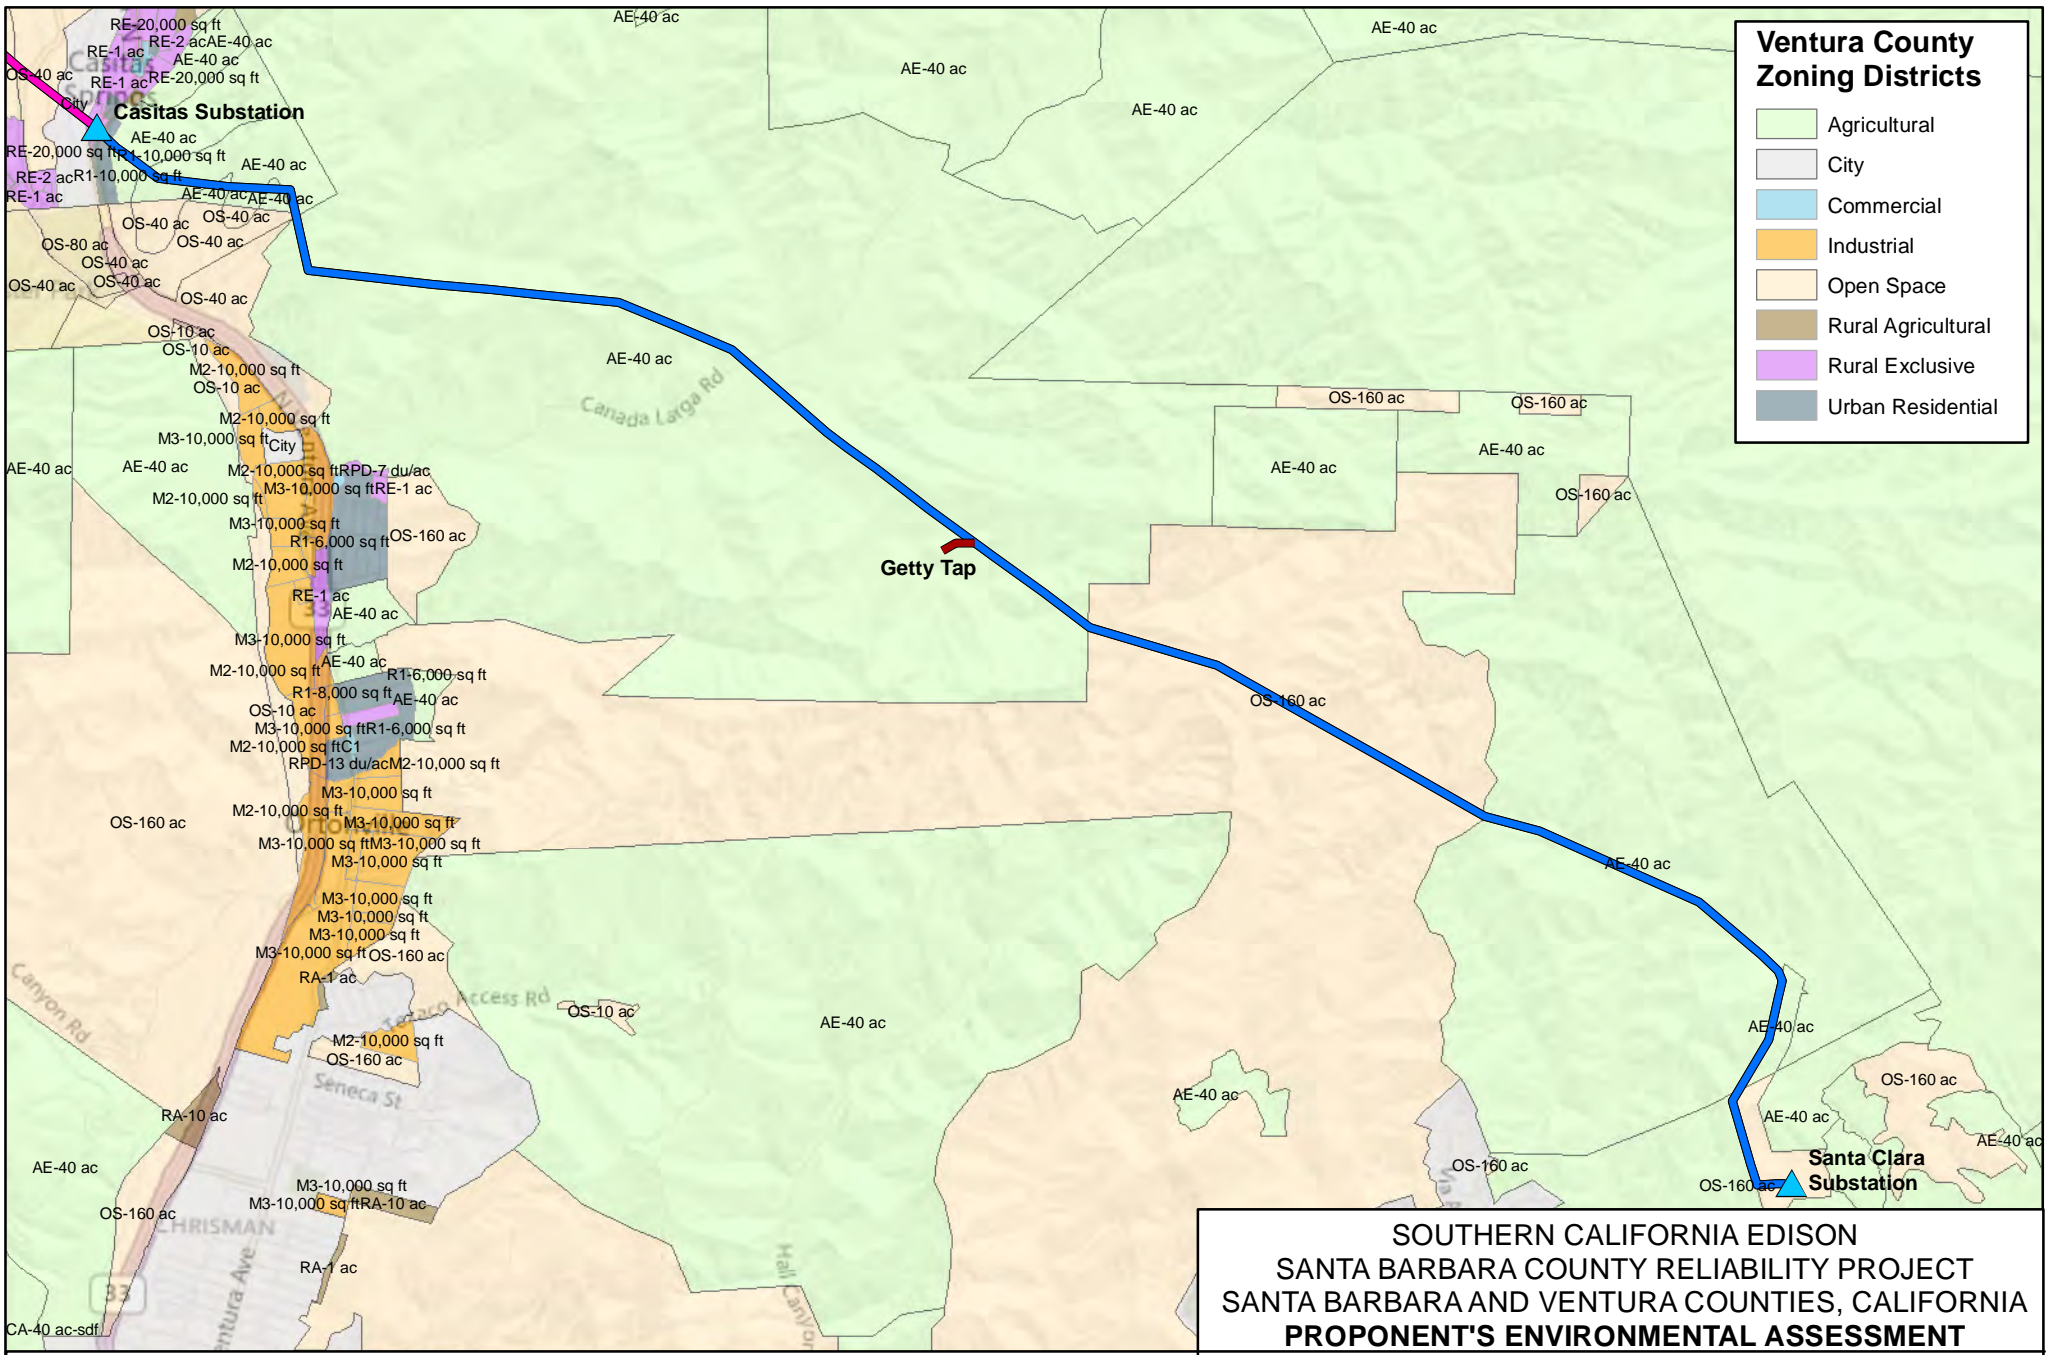 AE-40 ac
RE-20,000 sq ft
AE-40 ac
RE-2 acAE-40 ac
RE-1 ac
Casitas
Springs
AE-40 ac
AE-40 ac
OS-40 ac
RE-20,000 sq ft
RE-1 ac
City
Casitas Substation
AE-40 ac
AE-40 ac
RE-20,000 sq ft
R1-10,000 sq ft
AE-40 ac
RE-2 ac
R1-10,000 sq ft
RE-1 ac
AE-40 ac
AE-40 ac
OS-40 ac
OS-40 ac
OS-80 ac
OS-40 ac
OS-40 ac
OS-40 ac
OS-40 ac
OS-40 ac
OS-10 ac
OS-10 ac
M2-10,000 sq ft
OS-10 ac
M2-10,000 sq ft
M3-10,000 sq ft
City
AE-40 ac
AE-40 ac
M2-10,000 sq ft
RPD-7 du/ac
M3-10,000 sq ft
RE-1 ac
M2-10,000 sq ft
M3-10,000 sq ft
OS-160 ac
R1-6,000 sq ft
M2-10,000 sq ft
RE-1 ac
33
AE-40 ac
M3-10,000 sq ft
AE-40 ac
M2-10,000 sq ft
R1-6,000 sq ft
R1-8,000 sq ft
AE-40 ac
OS-10 ac
M3-10,000 sq ft
R1-6,000 sq ft
M2-10,000 sq ft
C1
RPD-13 du/ac
M2-10,000 sq ft
M3-10,000 sq ft
M2-10,000 sq ft
Ortonville
M3-10,000 sq ft
OS-160 ac
M3-10,000 sq ft
M3-10,000 sq ft
M3-10,000 sq ft
M3-10,000 sq ft
M3-10,000 sq ft
M3-10,000 sq ft
M3-10,000 sq ft
OS-160 ac
RA-1 ac
Canyon Rd
Texaco Access Rd
M2-10,000 sq ft
OS-160 ac
Seneca St
RA-10 ac
AE-40 ac
M3-10,000 sq ft
M3-10,000 sq ft
RA-10 ac
OS-160 ac
CHRISMAN
RA-1 ac
33
CA-40 ac-sdf
AE-40 ac
Canada Larga Rd
Getty Tap
OS-160 ac
OS-160 ac
AE-40 ac
AE-40 ac
OS-160 ac
OS-160 ac
AE-40 ac
OS-10 ac
AE-40 ac
AE-40 ac
AE-40 ac
OS-160 ac
AE-40 ac
AE-40 ac
OS-160 ac
OS-160 ac
Santa Clara
Substation
Ventura County
Zoning Districts
Agricultural
City
Commercial
Industrial
Open Space
Rural Agricultural
Rural Exclusive
Urban Residential
SOUTHERN CALIFORNIA EDISON
SANTA BARBARA COUNTY RELIABILITY PROJECT
SANTA BARBARA AND VENTURA COUNTIES, CALIFORNIA
PROPONENT'S ENVIRONMENTAL ASSESSMENT